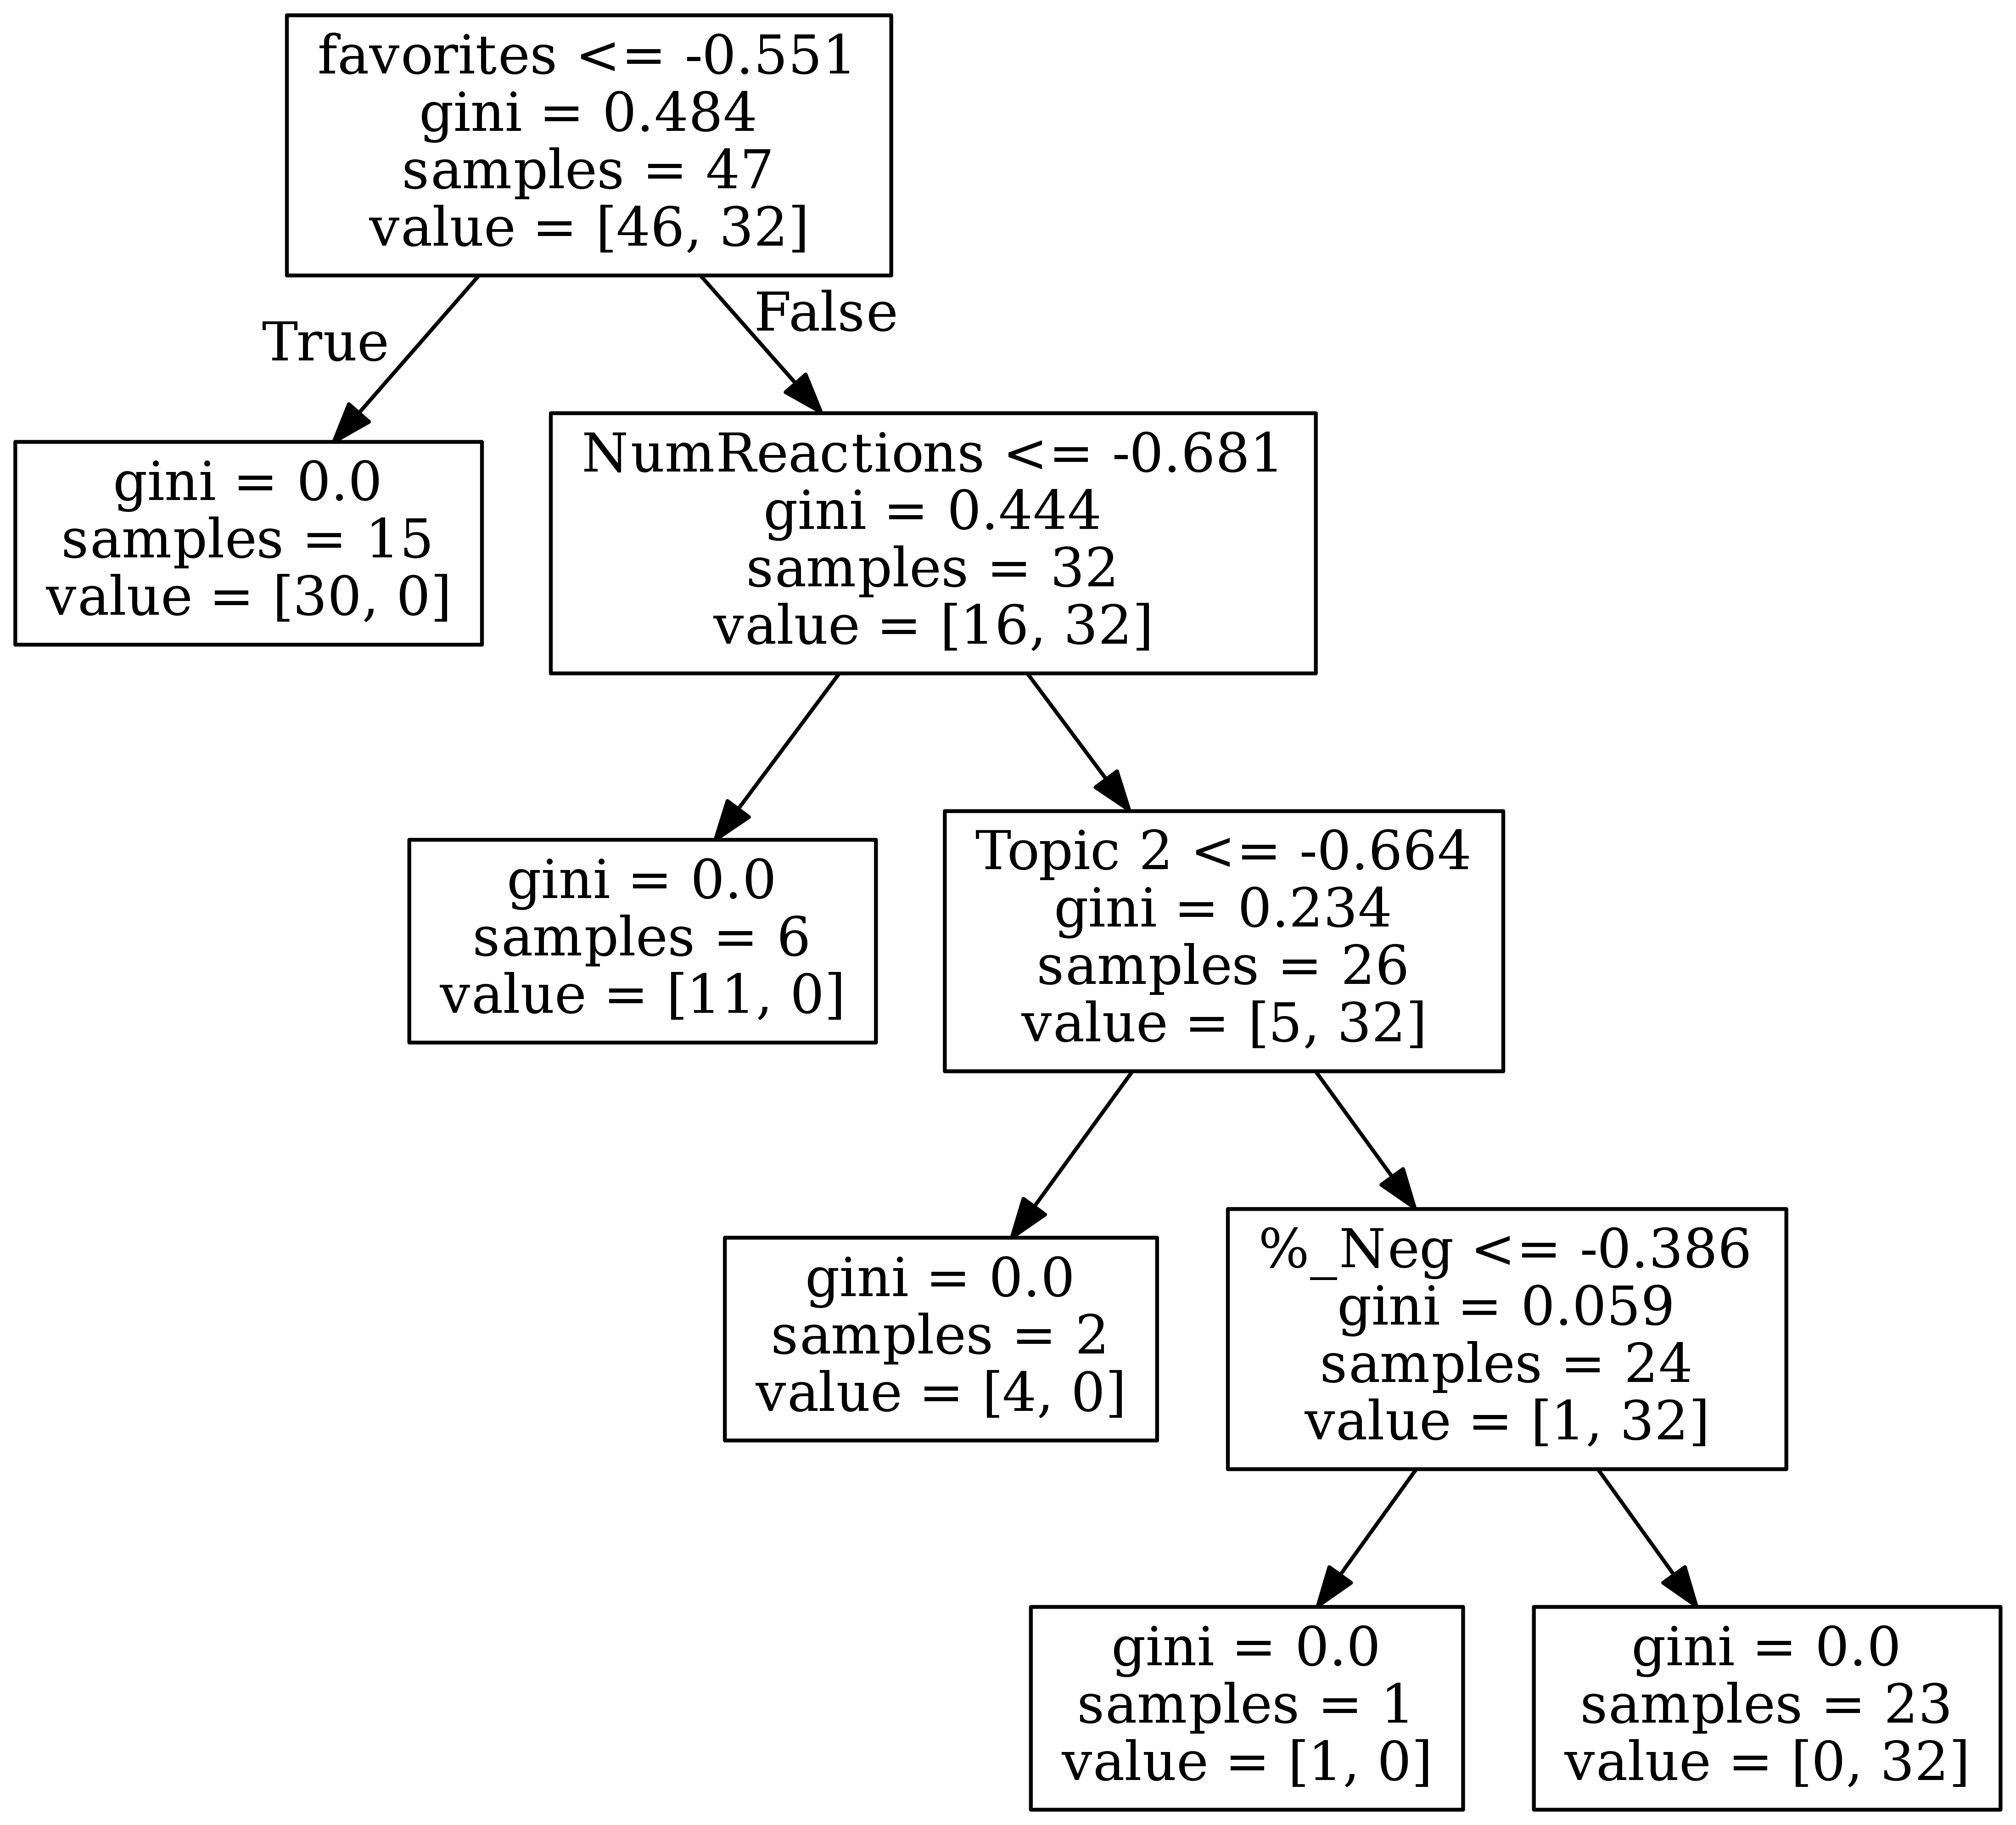 favorites <= -0.551
gini = 0.484
samples = 47
value = [46, 32]
True
False
gini = 0.0
samples = 15
value = [30, 0]
NumReactions <= -0.681
gini = 0.444
samples = 32
value = [16, 32]
gini = 0.0
samples = 6
value = [11, 0]
Topic 2 <= -0.664
gini = 0.234
samples = 26
value = [5, 32]
gini = 0.0
samples = 2
value = [4, 0]
%_Neg <= -0.386
gini = 0.059
samples = 24
value = [1, 32]
gini = 0.0
samples = 1
value = [1, 0]
gini = 0.0
samples = 23
value = [0, 32]